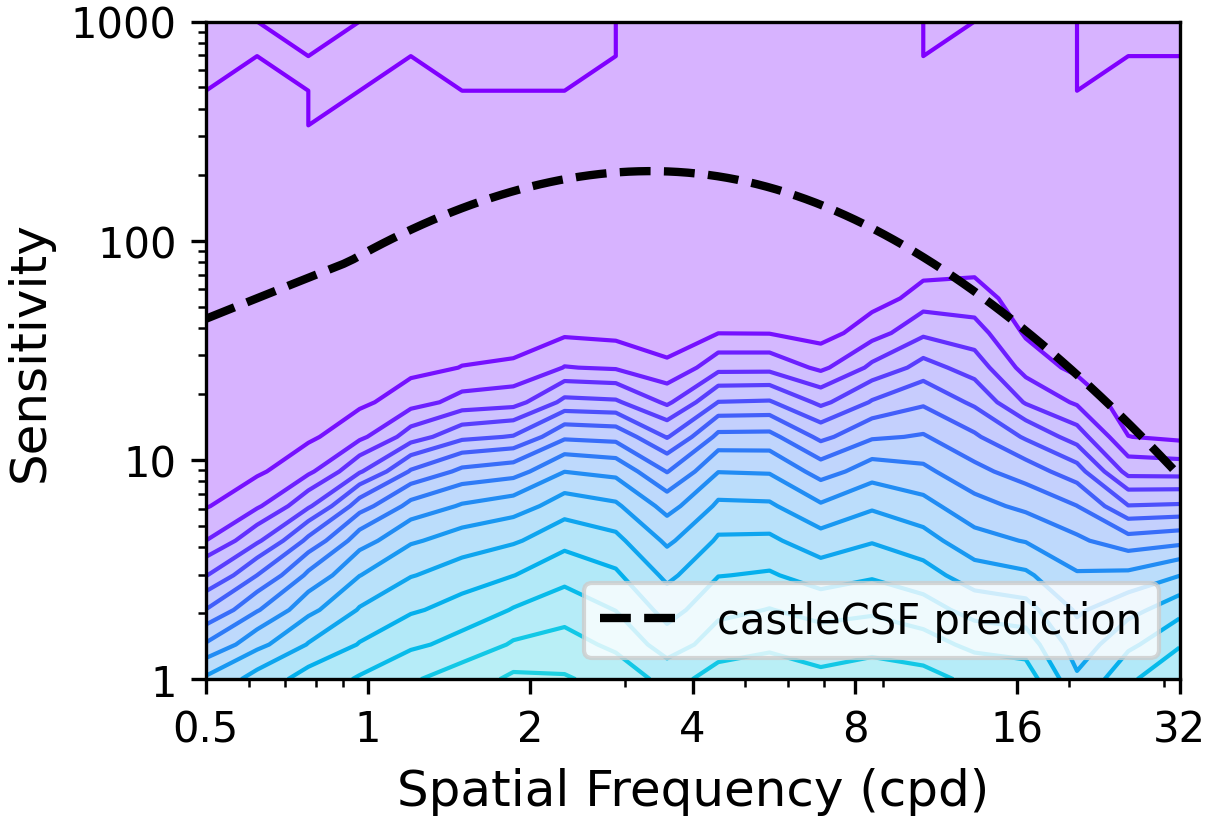 1000
100
10
1
Sensitivity
castleCSF prediction
0.5 1 2 4 8 16 32
Spatial Frequency (cpd)